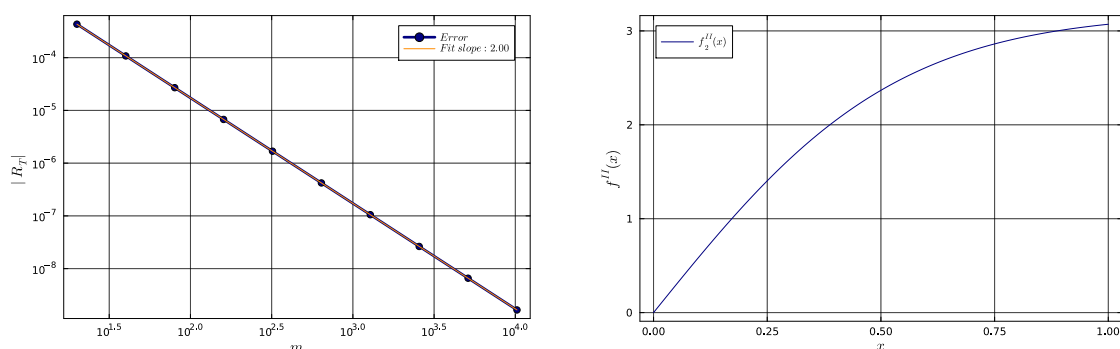 10^{-4}
10^{-5}
10^{-6}
10^{-7}
10^{-8}
| R_T |
Error
Fit slope : 2.00
10^{1.5} 10^{2.0} 10^{2.5} 10^{3.0} 10^{3.5} 10^{4.0}
m
3
2
1
0
f^{II}(x)
f_2^{II}(x)
0.00 0.25 0.50 0.75 1.00
x